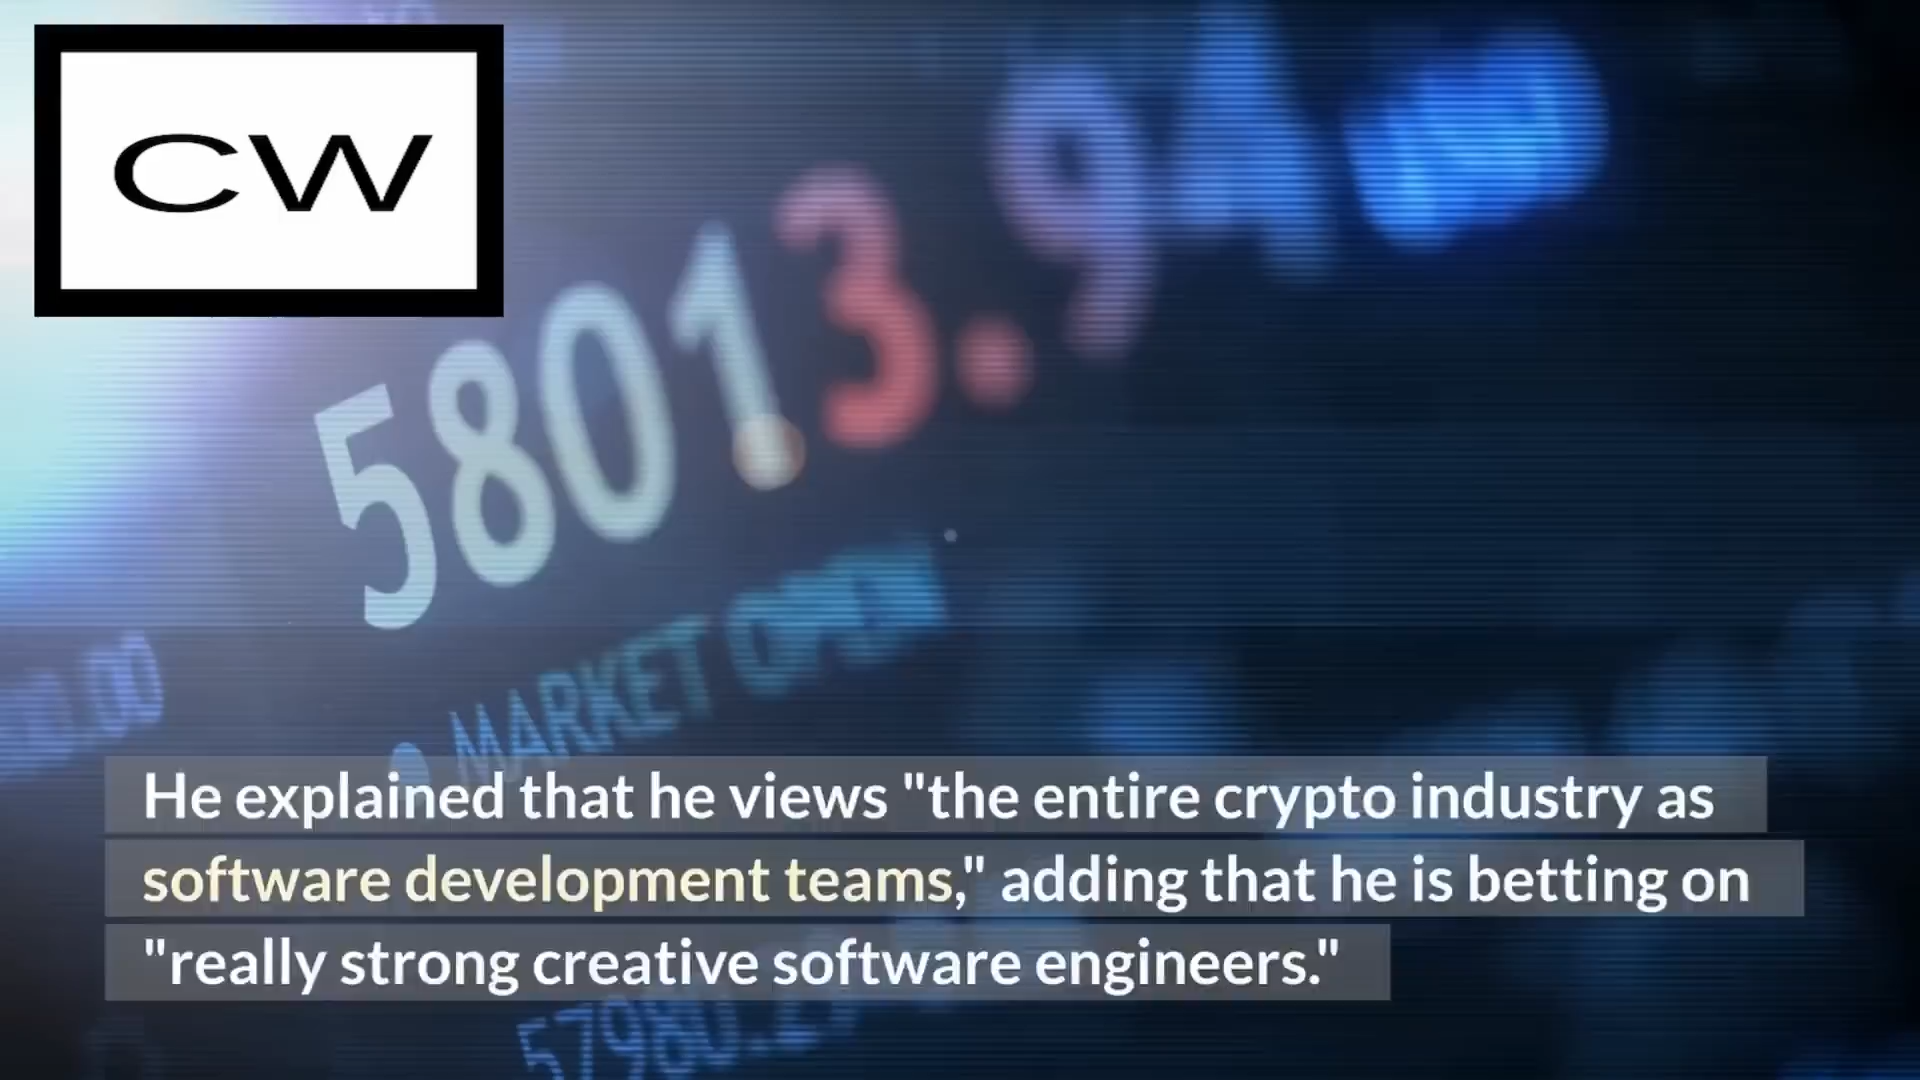 CW
58013.94
MARKET OPEN
He explained that he views "the entire crypto industry as
software development teams," adding that he is betting on
"really strong creative software engineers."